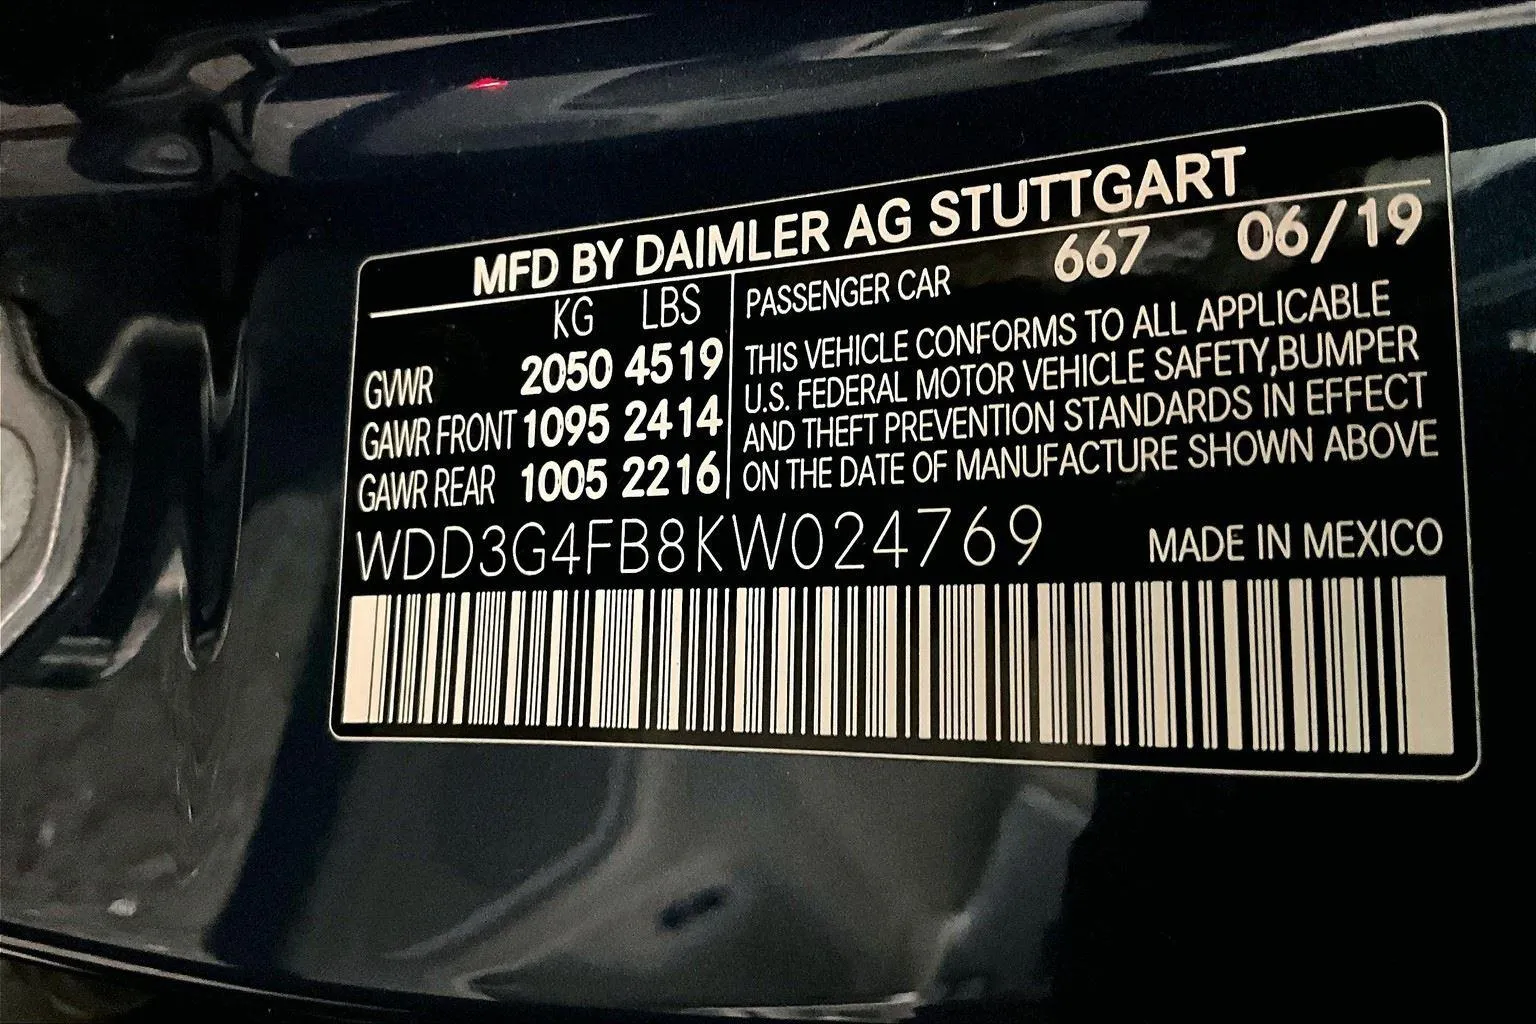 MFD BY DAIMLER AG STUTTGART
KG LBS
GVWR 2050 4519
GAWR FRONT 1095 2414
GAWR REAR 1005 2216
PASSENGER CAR 667 06/19
THIS VEHICLE CONFORMS TO ALL APPLICABLE
U.S. FEDERAL MOTOR VEHICLE SAFETY,BUMPER
AND THEFT PREVENTION STANDARDS IN EFFECT
ON THE DATE OF MANUFACTURE SHOWN ABOVE
WDD3G4FB8KW024769 MADE IN MEXICO